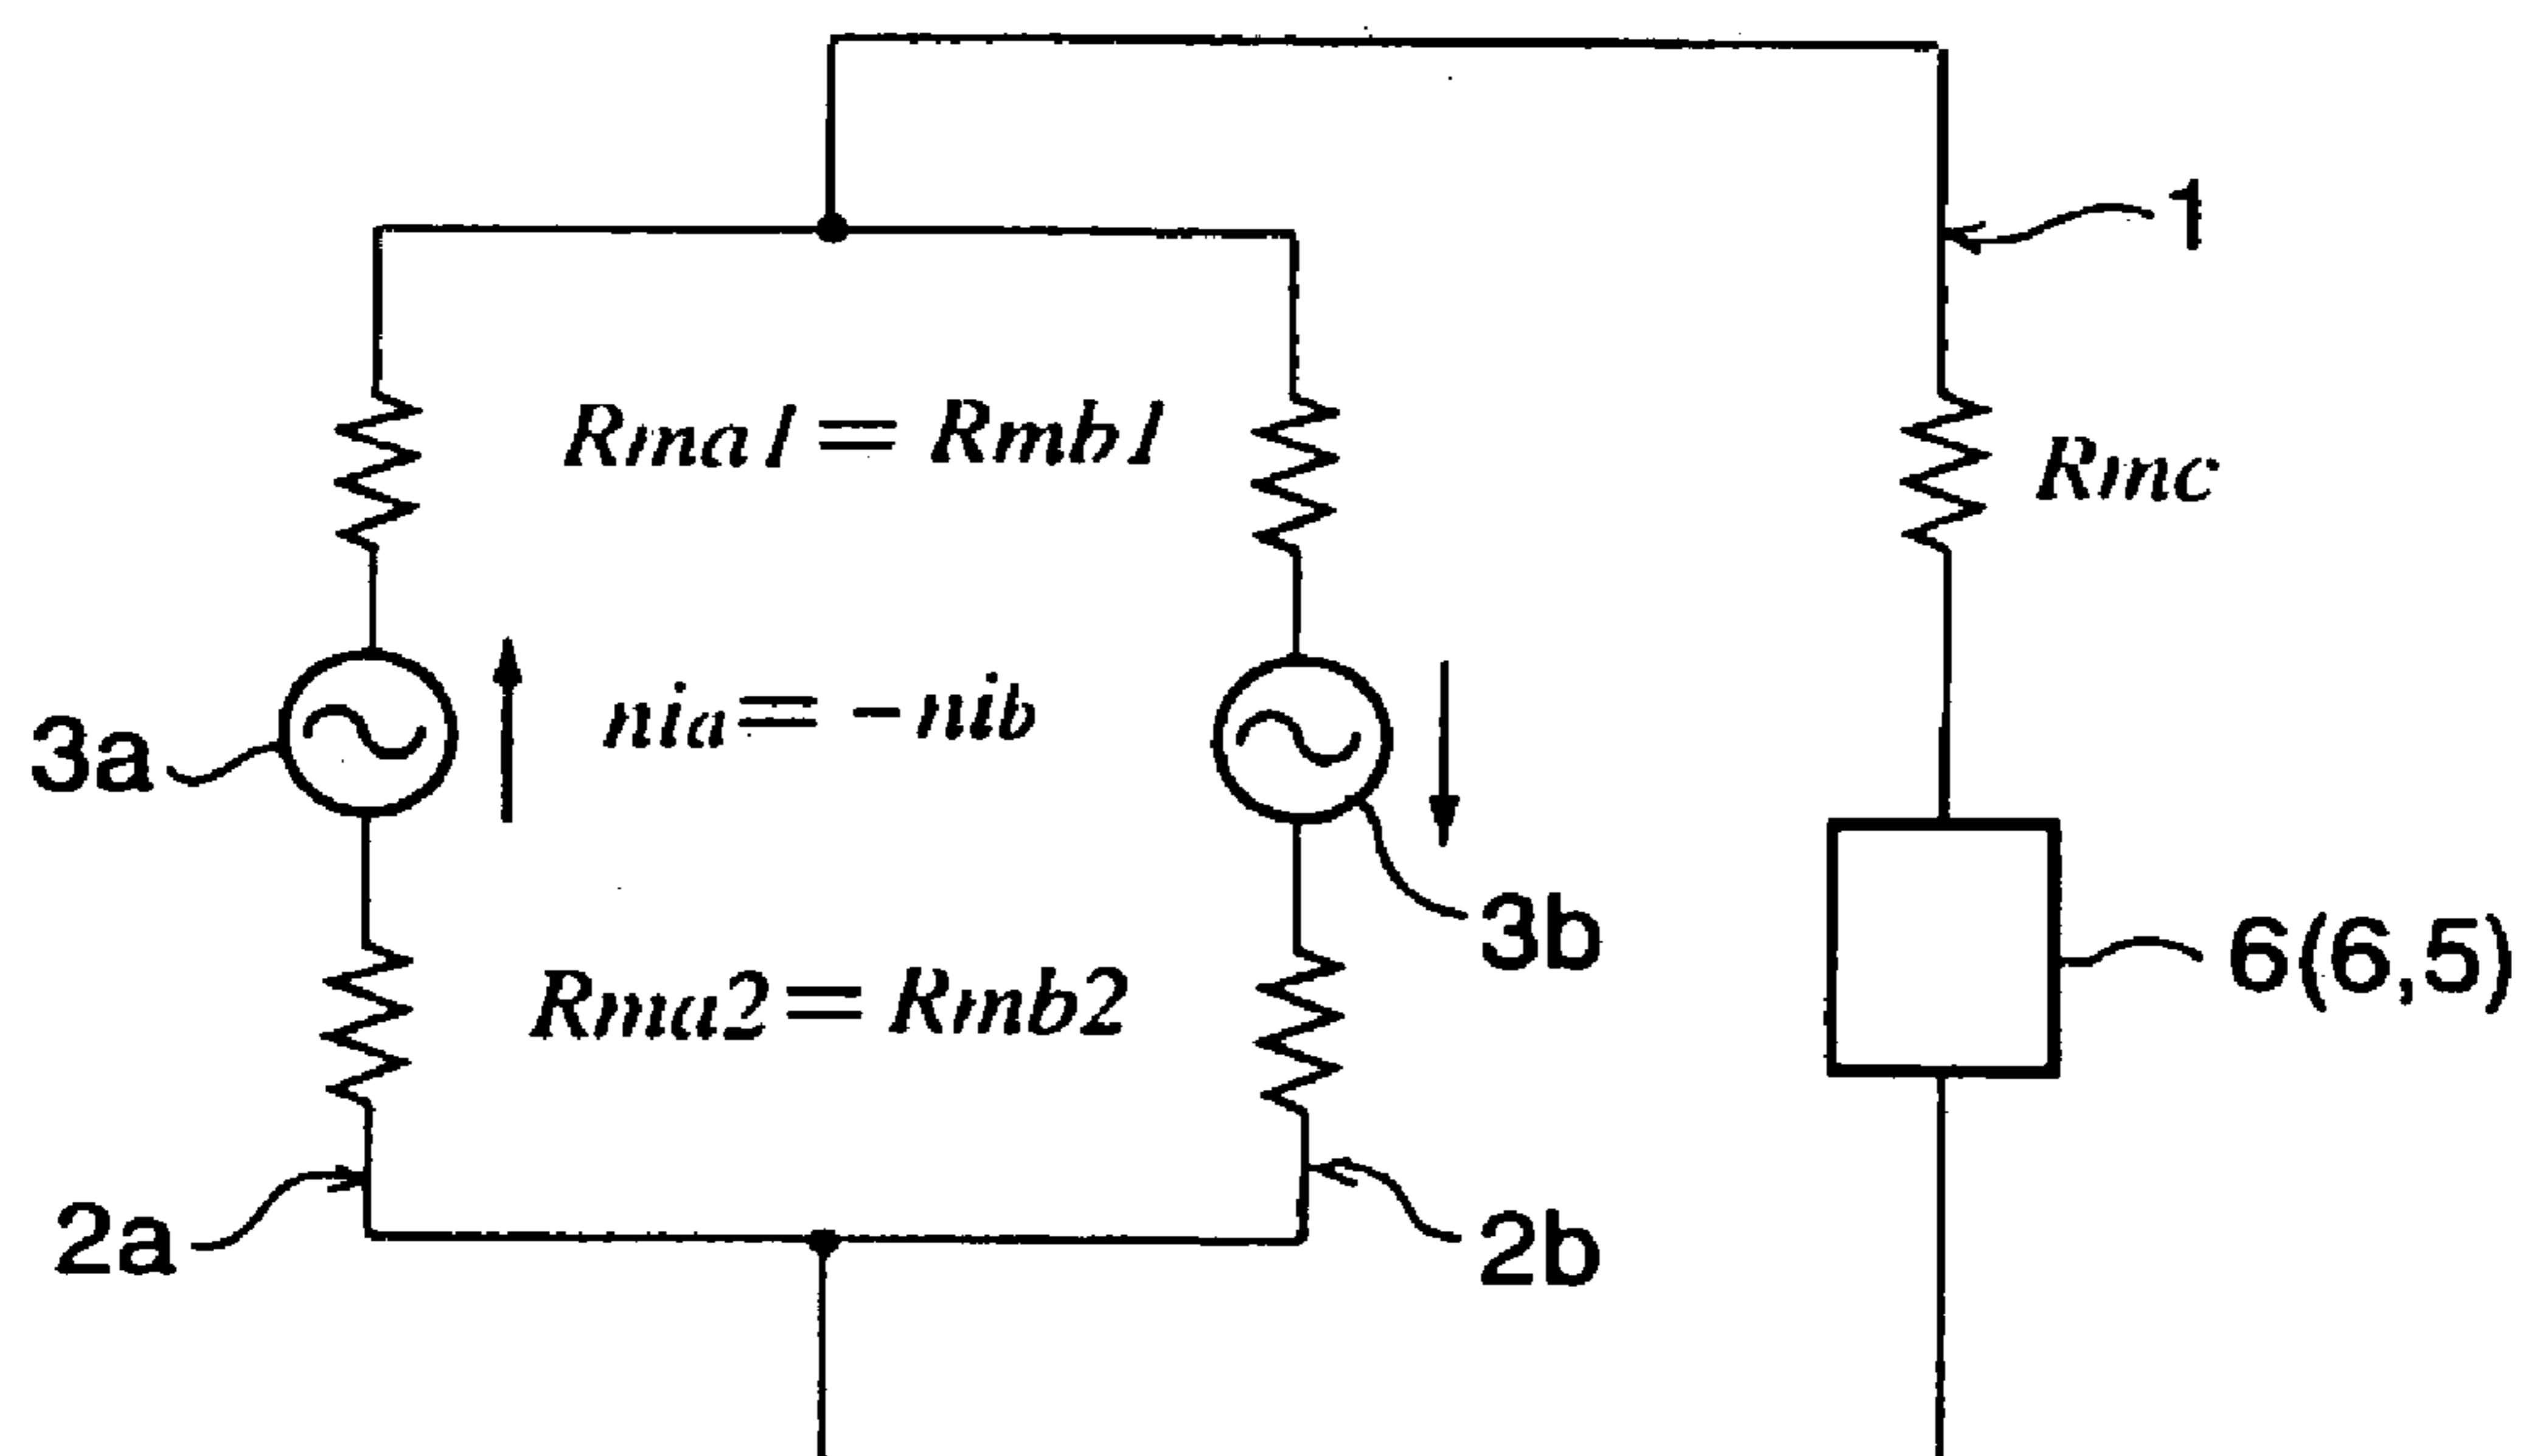 1
Rma1 = Rmb1
Rmc
3a
nia = -nib
3b
6(6,5)
Rma2 = Rmb2
2a
2b